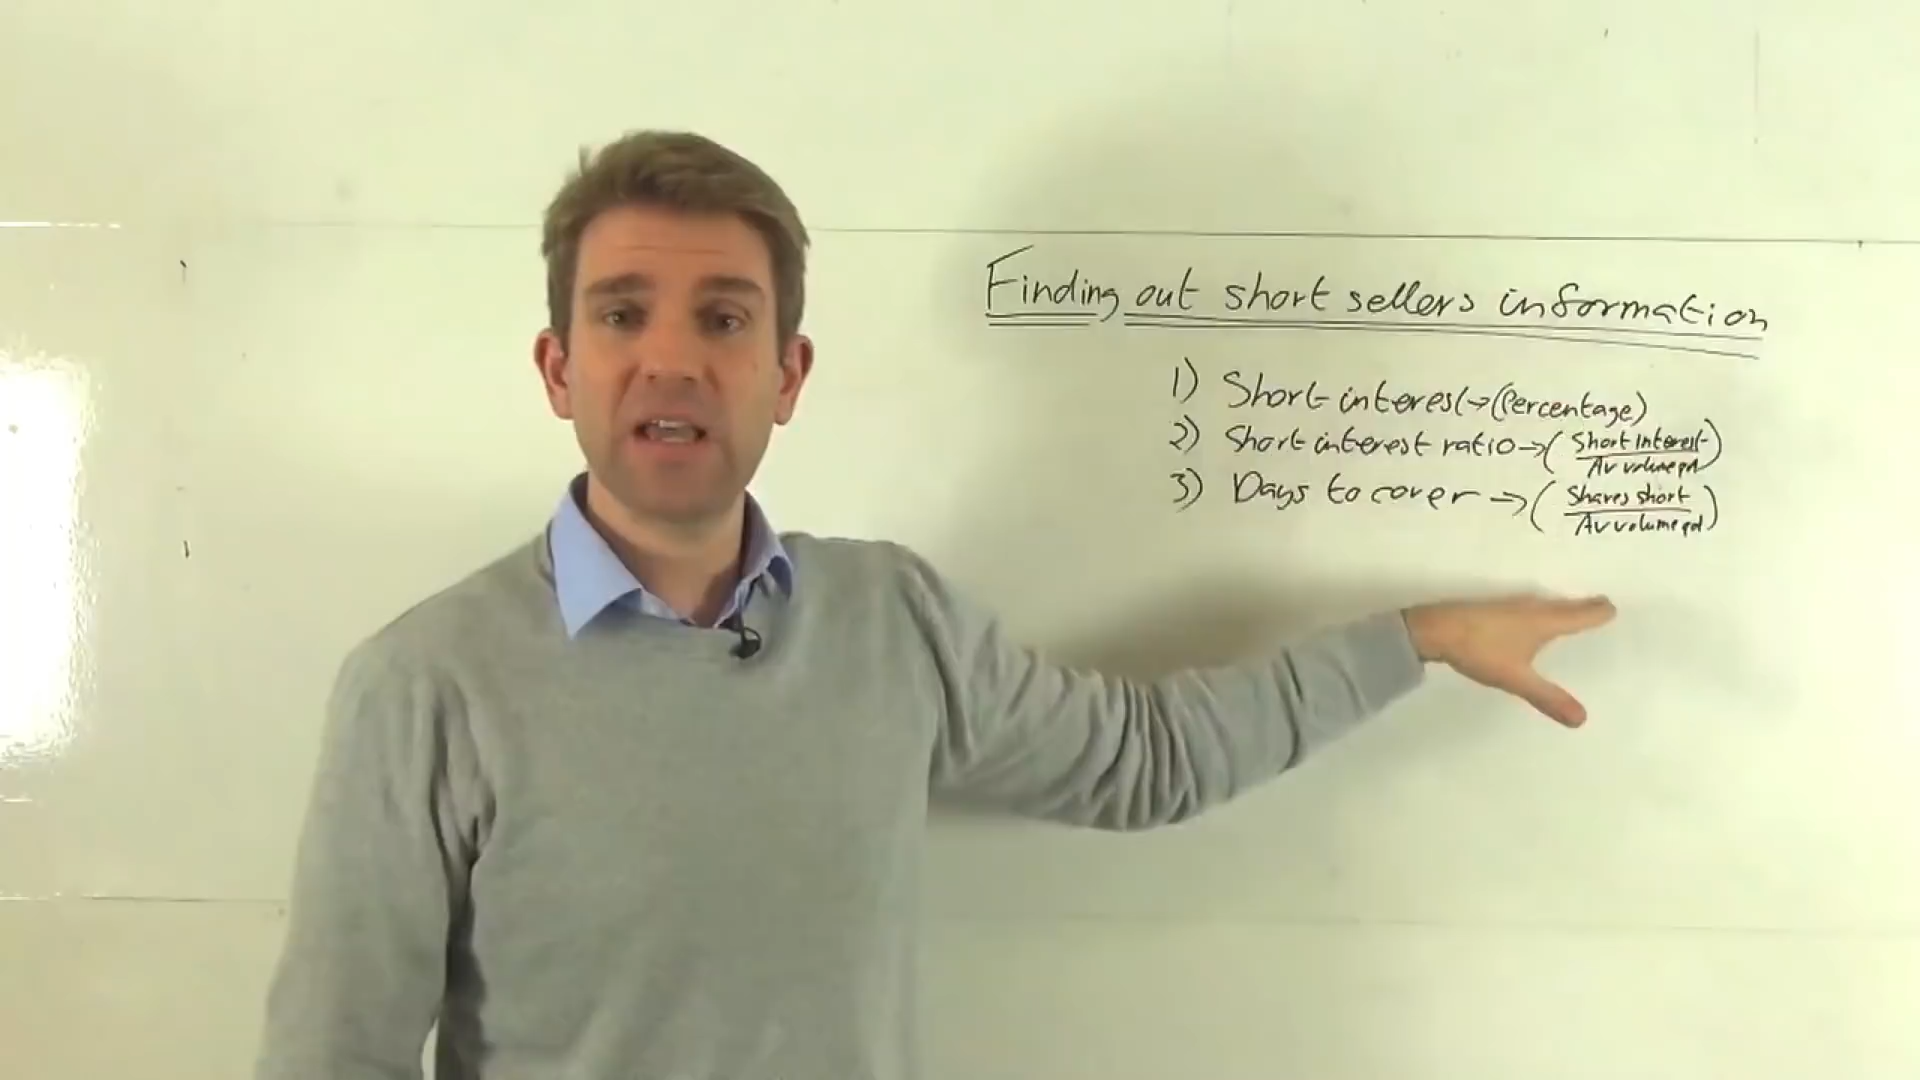 Finding out short sellers information
1) Short interest → (Percentage)
2) Short interest ratio → (Short Interest / Av volume pd)
3) Days to cover → (Shares short / Av volume pd)